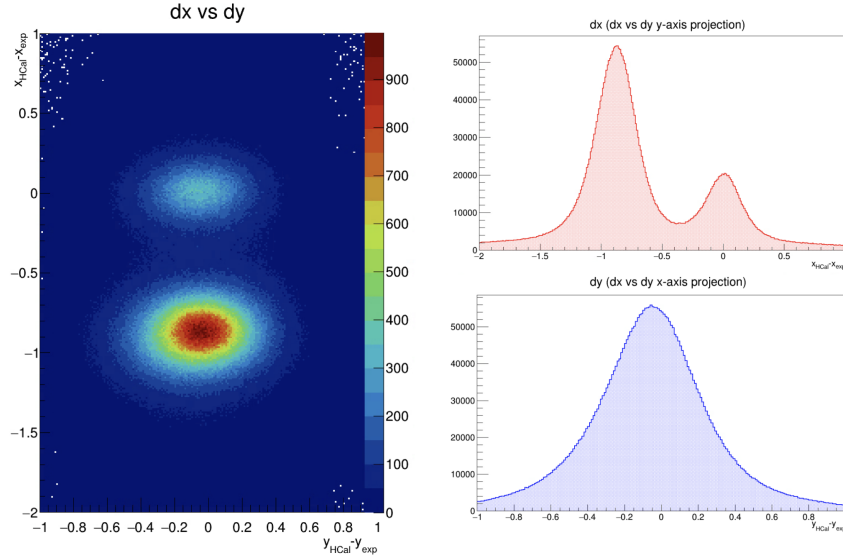 dx vs dy
x_HCal-x_exp
1
0.5
0
−0.5
−1
−1.5
−2
−1 −0.8 −0.6 −0.4 −0.2 0 0.2 0.4 0.6 0.8 1
y_HCal-y_exp
900
800
700
600
500
400
300
200
100
0
dx (dx vs dy y-axis projection)
50000
40000
30000
20000
10000
0
−2 −1.5 −1 −0.5 0 0.5 1
x_HCal-x_exp
dy (dx vs dy x-axis projection)
50000
40000
30000
20000
10000
0
−1 −0.8 −0.6 −0.4 −0.2 0 0.2 0.4 0.6 0.8 1
y_HCal-y_exp